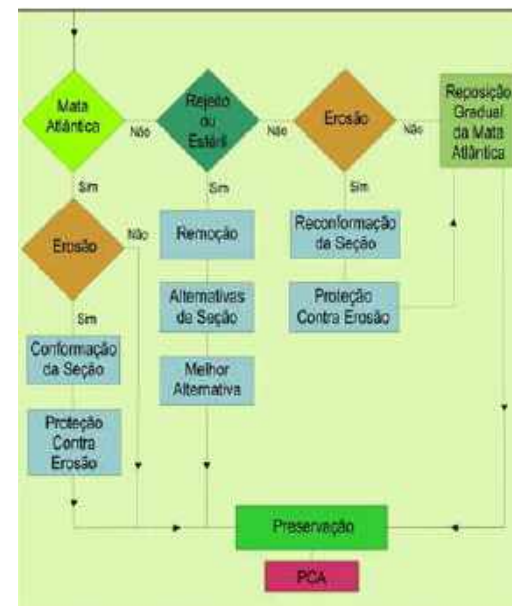 Mata
Atlântica
Não
Rejeito
ou
Estéril
Não
Erosão
Não
Reposição
Gradual
da Mata
Atlântica
Sim
Sim
Sim
Erosão
Não
Remoção
Reconformação
da Seção
Alternativas
de Seção
Proteção
Contra Erosão
Sim
Conformação
da Seção
Melhor
Alternativa
Proteção
Contra
Erosão
Preservação
PCA